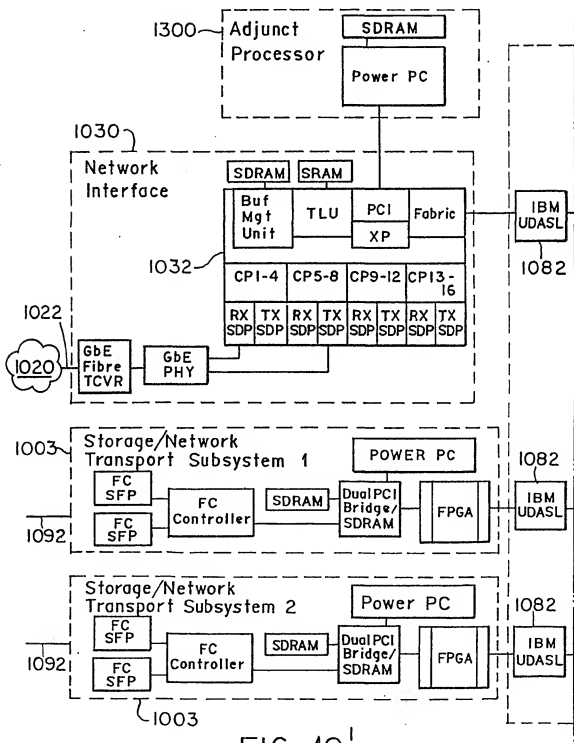 1300
Adjunct
Processor
SDRAM
Power PC
1030
Network
Interface
SDRAM
SRAM
Buf
Mgt
Unit
TLU
PCI
XP
Fabric
IBM
UDASL
1082
1032
CP1-4
CP5-8
CP9-12
CP13-
16
RX
SDP
TX
SDP
RX
SDP
TX
SDP
RX
SDP
TX
SDP
RX
SDP
TX
SDP
1022
1020
GbE
Fibre
TCVR
GbE
PHY
1003
Storage/Network
Transport Subsystem 1
POWER PC
1082
FC
SFP
FC
SFP
FC
Controller
SDRAM
Dual PCI
Bridge/
SDRAM
FPGA
IBM
UDASL
1092
Storage/Network
Transport Subsystem 2
Power PC
1082
FC
SFP
FC
SFP
FC
Controller
SDRAM
Dual PCI
Bridge/
SDRAM
FPGA
IBM
UDASL
1092
1003